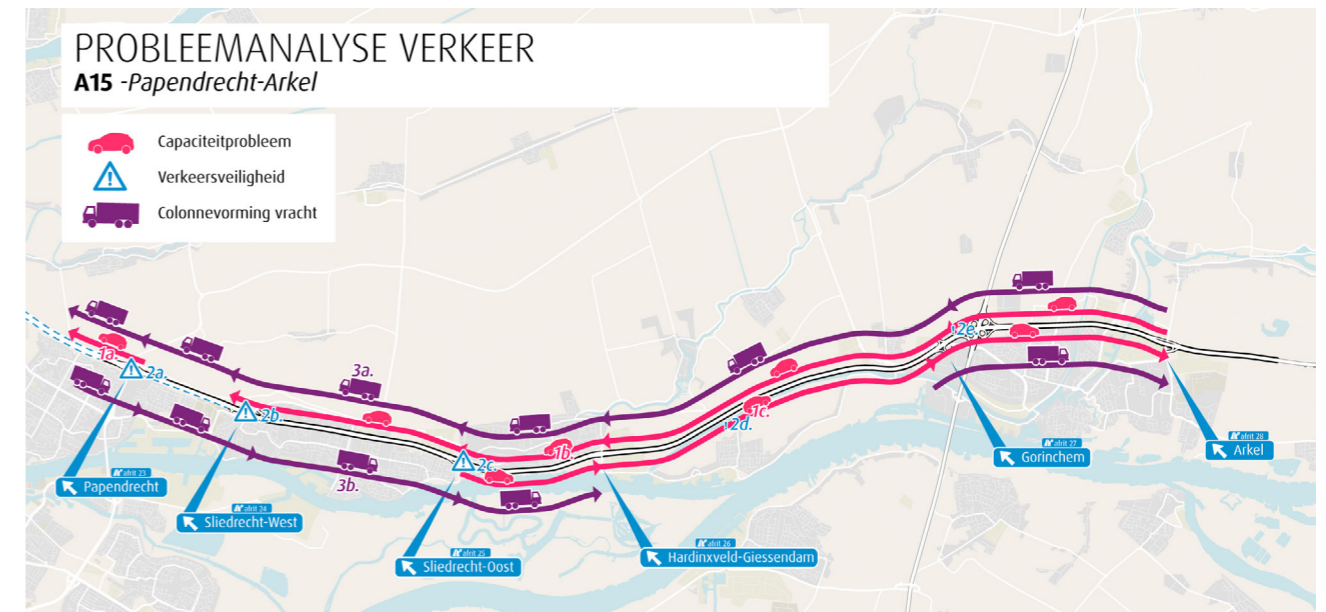 PROBLEEMANALYSE VERKEER
A15 -Papendrecht-Arkel
Capaciteitprobleem
Verkeersveiligheid
Colonnevorming vracht
1a.
2a.
3a.
2b.
3b.
2c.
1b.
1c.
2d.
2e.
afrit 23
Papendrecht
afrit 24
Sliedrecht-West
afrit 25
Sliedrecht-Oost
afrit 26
Hardinxveld-Giessendam
afrit 27
Gorinchem
afrit 28
Arkel